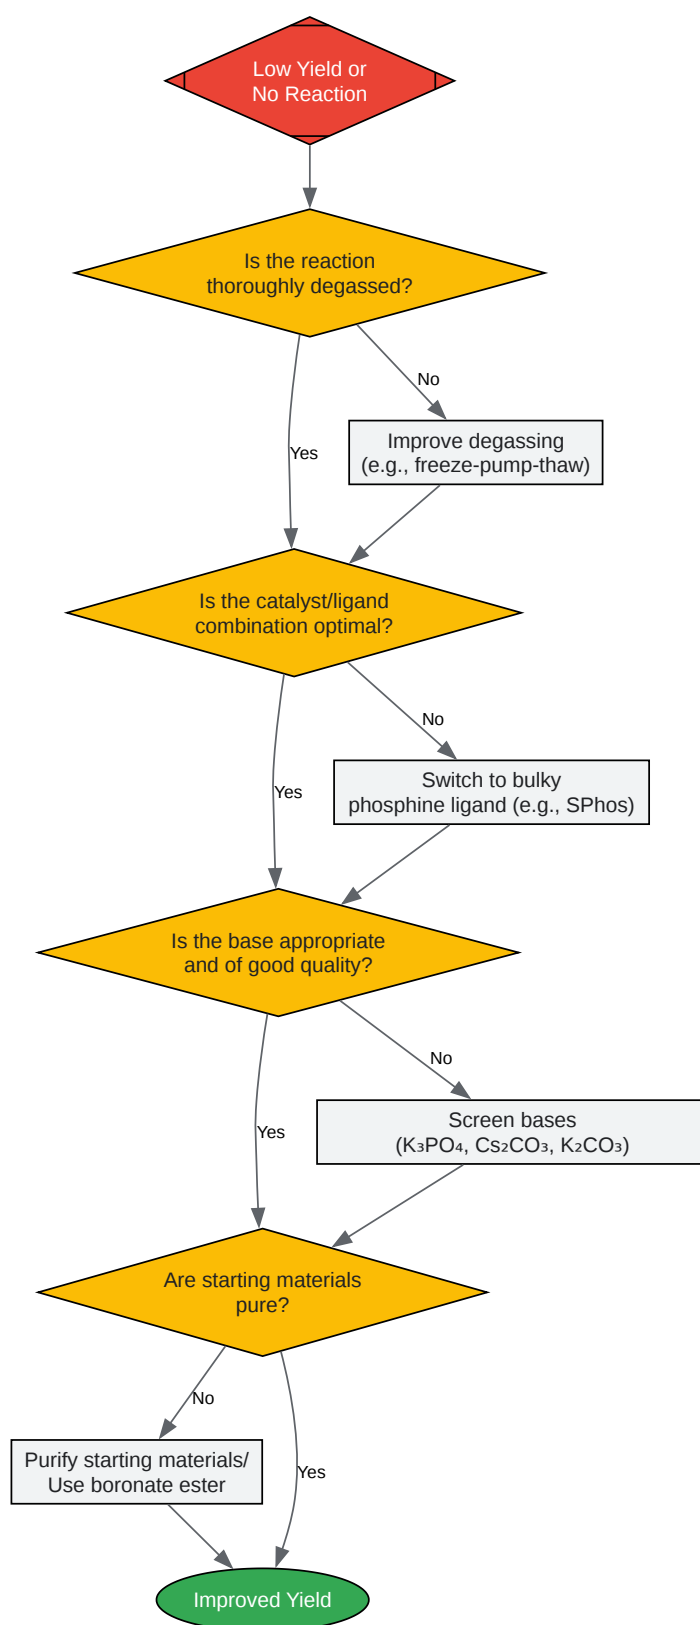 Low Yield or
No Reaction
Is the reaction
thoroughly degassed?
No
Improve degassing
(e.g., freeze-pump-thaw)
Yes
Is the catalyst/ligand
combination optimal?
No
Switch to bulky
phosphine ligand (e.g., SPhos)
Yes
Is the base appropriate
and of good quality?
No
Screen bases
(K₃PO₄, Cs₂CO₃, K₂CO₃)
Yes
Are starting materials
pure?
No
Purify starting materials/
Use boronate ester
Yes
Improved Yield